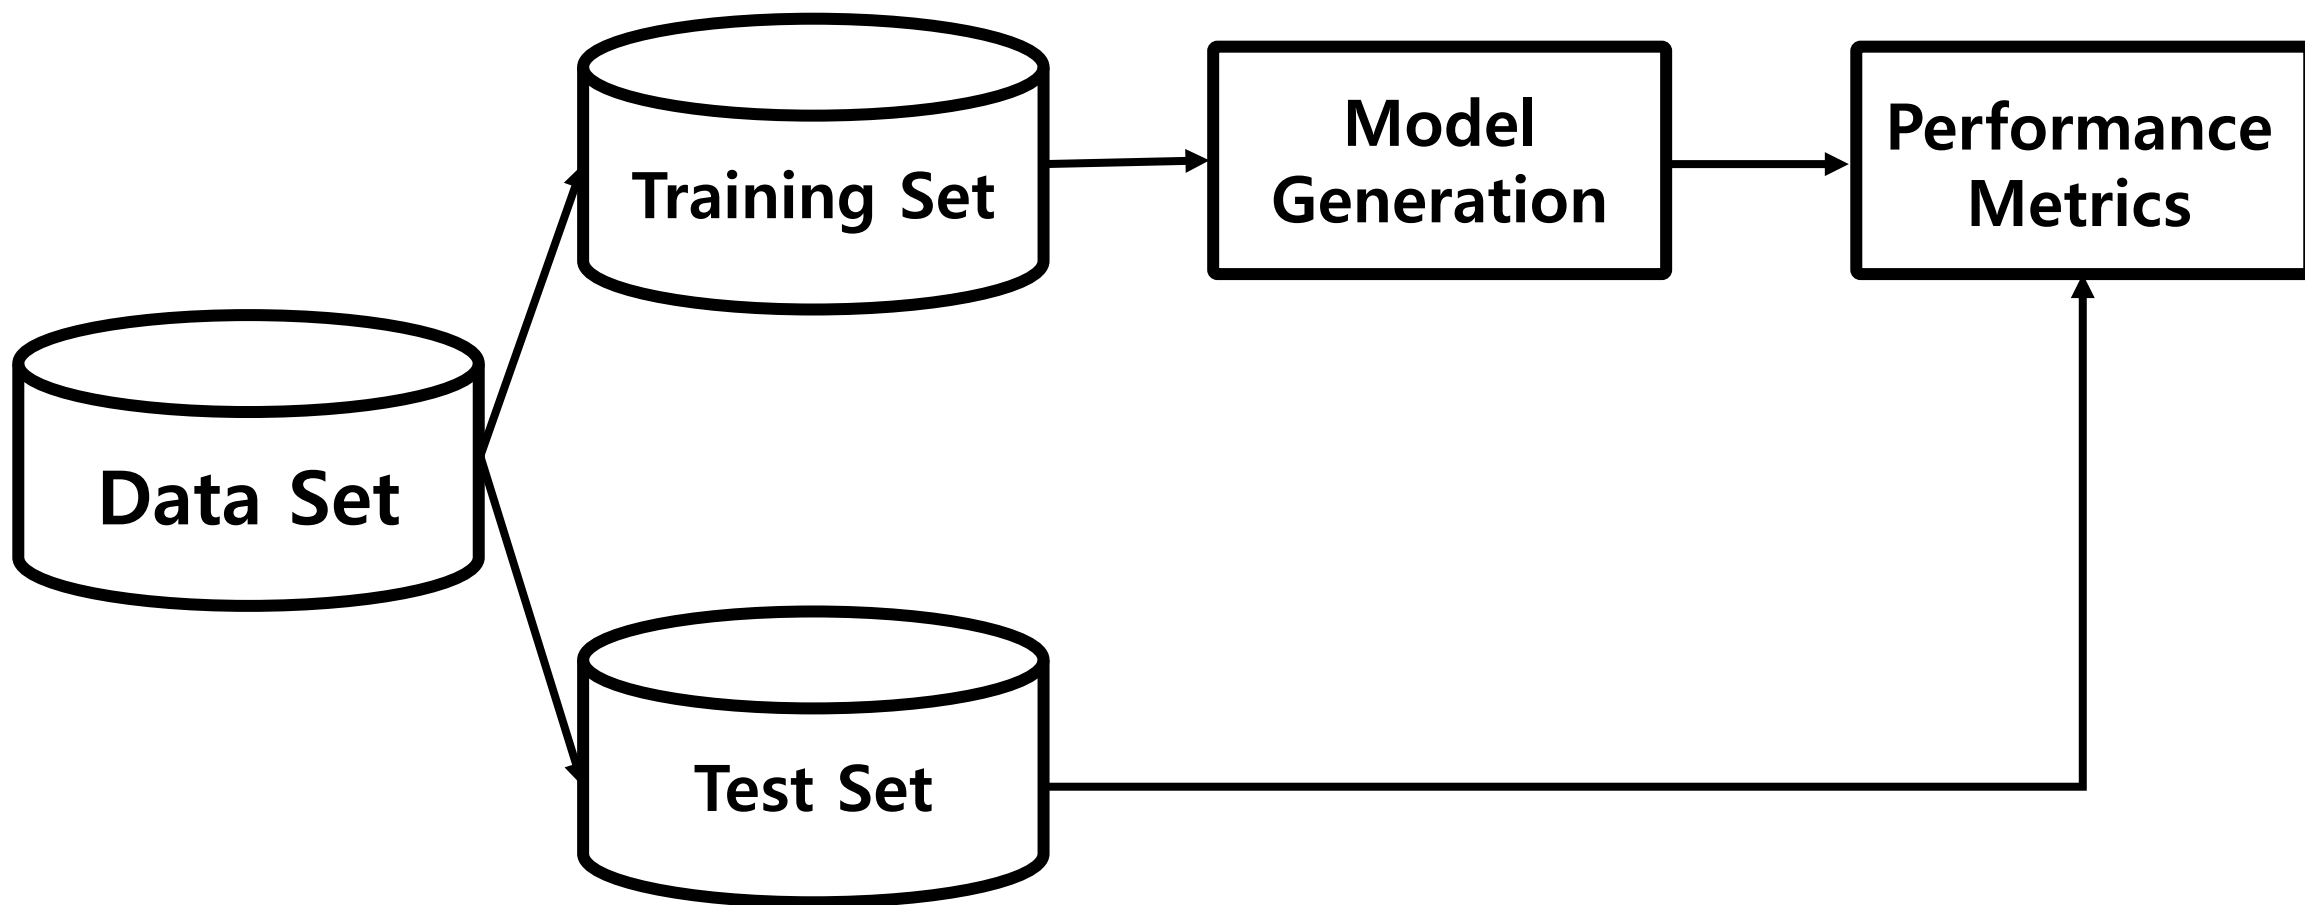 Training Set
Model
Generation
Performance
Metrics
Data Set
Test Set